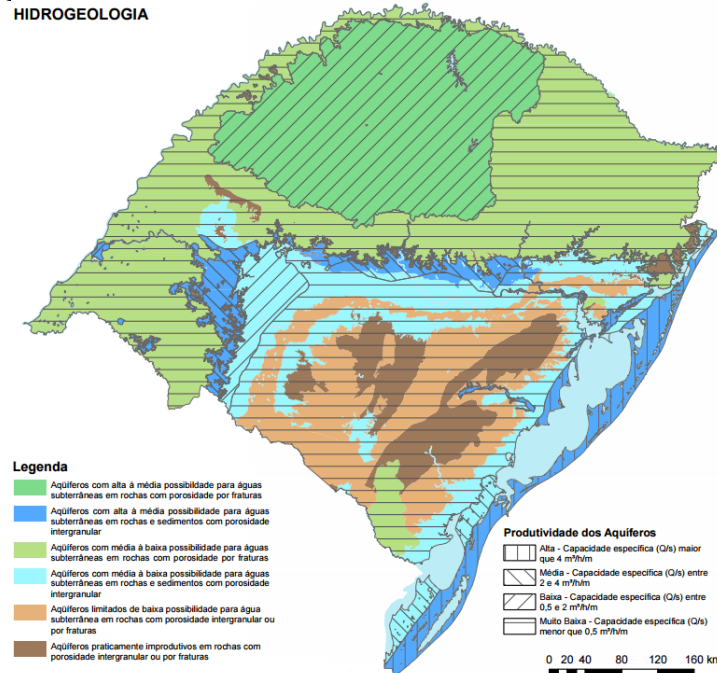 HIDROGEOLOGIA
Legenda
Aqüíferos com alta à média possibilidade para águas
subterrâneas em rochas com porosidade por fraturas
Aqüíferos com alta à média possibilidade para águas
subterrâneas em rochas e sedimentos com porosidade
intergranular
Aqüíferos com média à baixa possibilidade para águas
subterrâneas em rochas com porosidade por fraturas
Aqüíferos com média à baixa possibilidade para águas
subterrâneas em rochas e sedimentos com porosidade
intergranular
Aqüíferos limitados de baixa possibilidade para água
subterrânea em rochas com porosidade intergranular ou
por fraturas
Aqüíferos praticamente improdutivos em rochas com
porosidade intergranular ou por fraturas
Produtividade dos Aquíferos
Alta - Capacidade específica (Q/s) maior
que 4 m³/h/m
Média - Capacidade específica (Q/s) entre
2 e 4 m³/h/m
Baixa - Capacidade específica (Q/s) entre
0,5 e 2 m³/h/m
Muito Baixa - Capacidade específica (Q/s)
menor que 0,5 m³/h/m
0 20 40 80 120 160 km